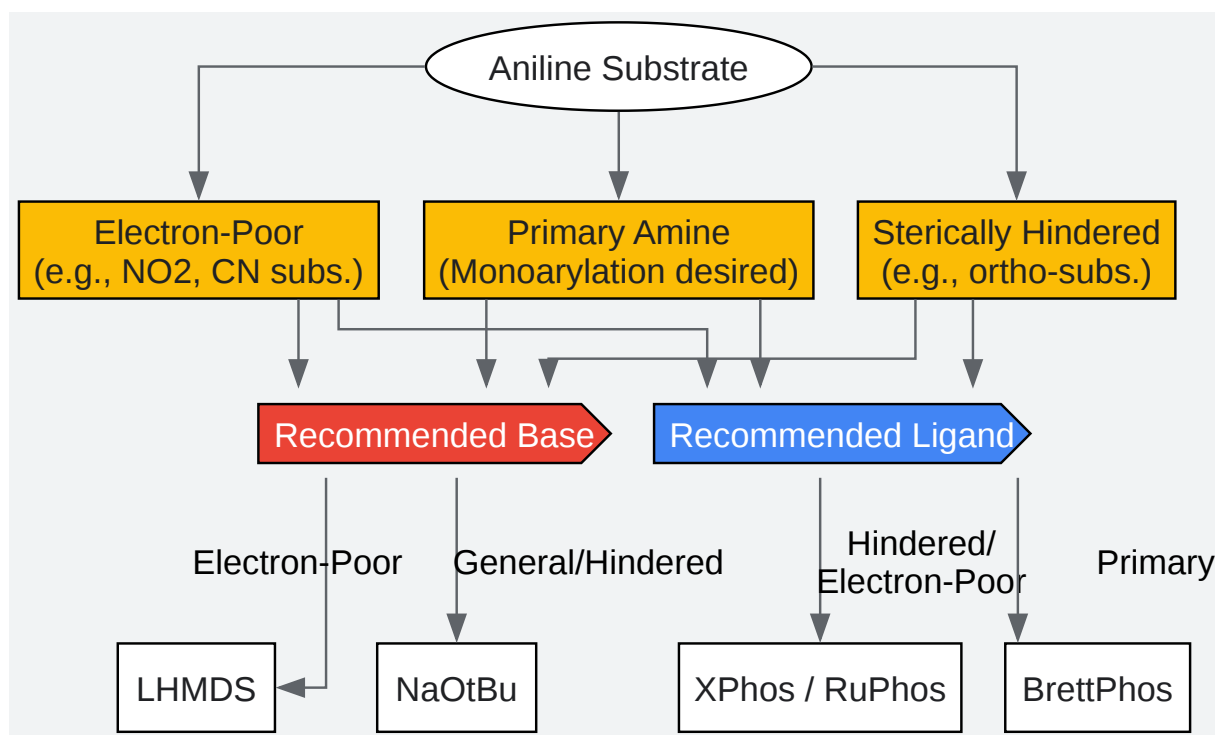 Aniline Substrate
Electron-Poor
(e.g., NO2, CN subs.)
Primary Amine
(Monoarylation desired)
Sterically Hindered
(e.g., ortho-subs.)
Recommended Base
Recommended Ligand
Electron-Poor
General/Hindered
Hindered/
Electron-Poor
Primary
LHMDS
NaOtBu
XPhos / RuPhos
BrettPhos